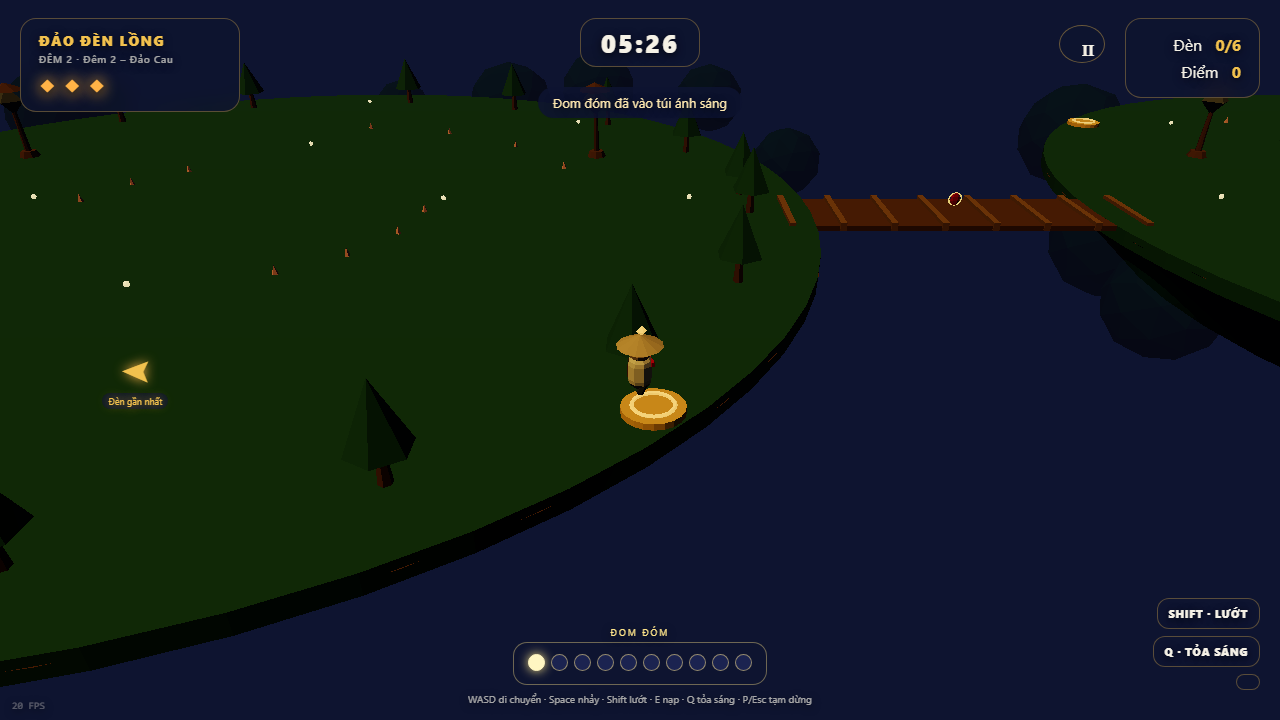 ĐẢO ĐÈN LỒNG
ĐÊM 2 · Đêm 2 – Đảo Cau
05:26
II
Đèn 0/6
Điểm 0
Đom đóm đã vào túi ánh sáng
Đèn gần nhất
SHIFT · LƯỚT
Q · TỎA SÁNG
ĐOM ĐÓM
WASD di chuyển · Space nhảy · Shift lướt · E nạp · Q tỏa sáng · P/Esc tạm dừng
20 FPS